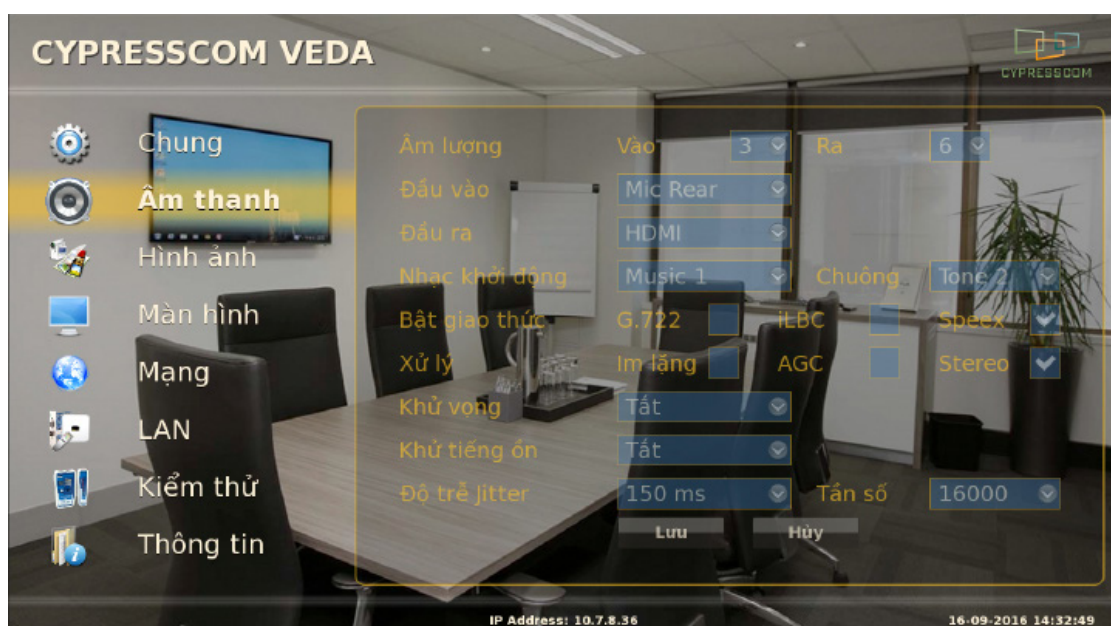 CYPRESSCOM VEDA
CYPRESSCOM
Chung
Âm thanh
Hình ảnh
Màn hình
Mạng
LAN
Kiểm thử
Thông tin
Âm lượng Vào 3 Ra 6
Đầu vào Mic Rear
Đầu ra HDMI
Nhạc khởi động Music 1 Chuông Tone 2
Bật giao thức G.722 iLBC Speex
Xử lý Im lặng AGC Stereo
Khử vọng Tắt
Khử tiếng ồn Tắt
Độ trễ Jitter 150 ms Tần số 16000
Lưu Hủy
IP Address: 10.7.8.36 16-09-2016 14:32:49